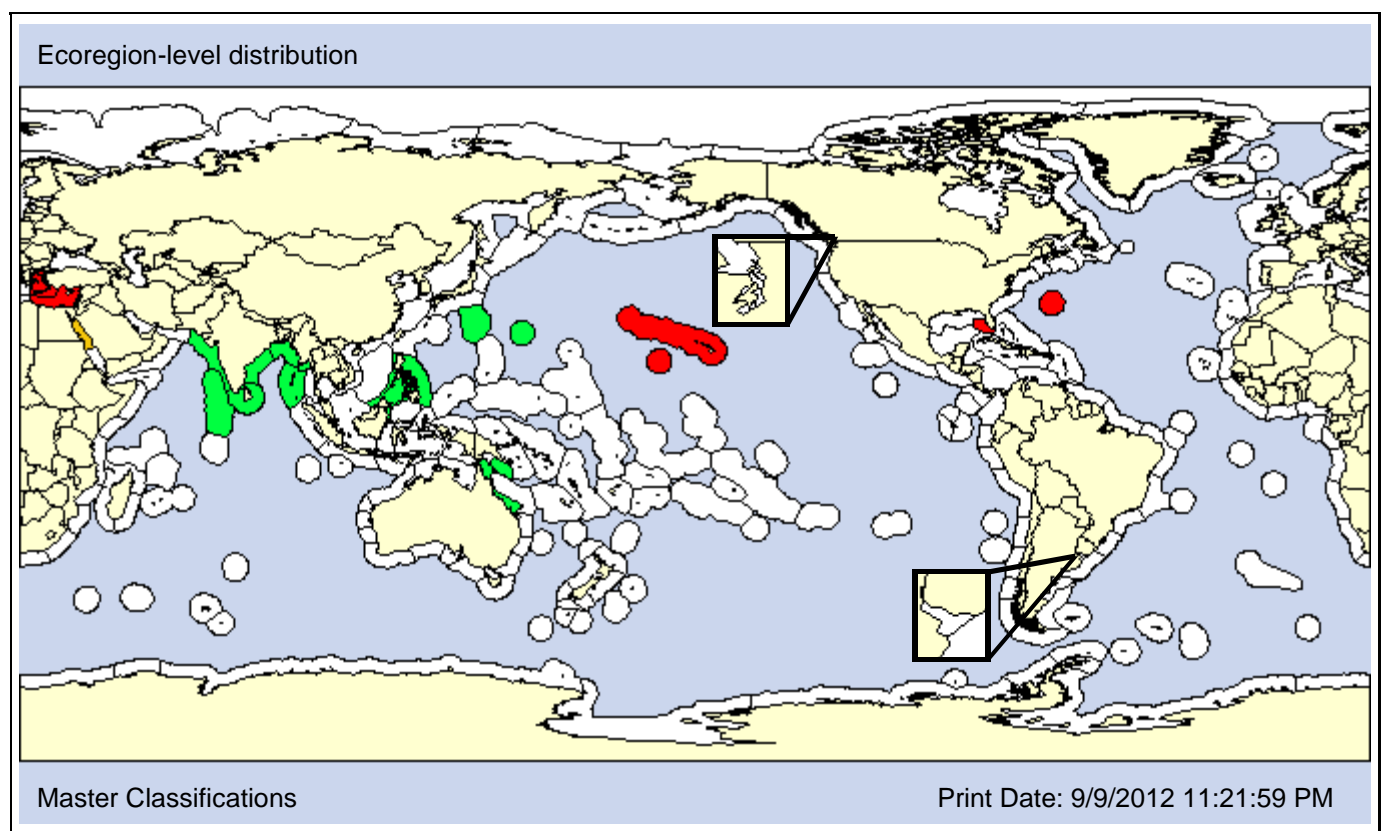 Ecoregion-level distribution
Master Classifications
Print Date: 9/9/2012 11:21:59 PM